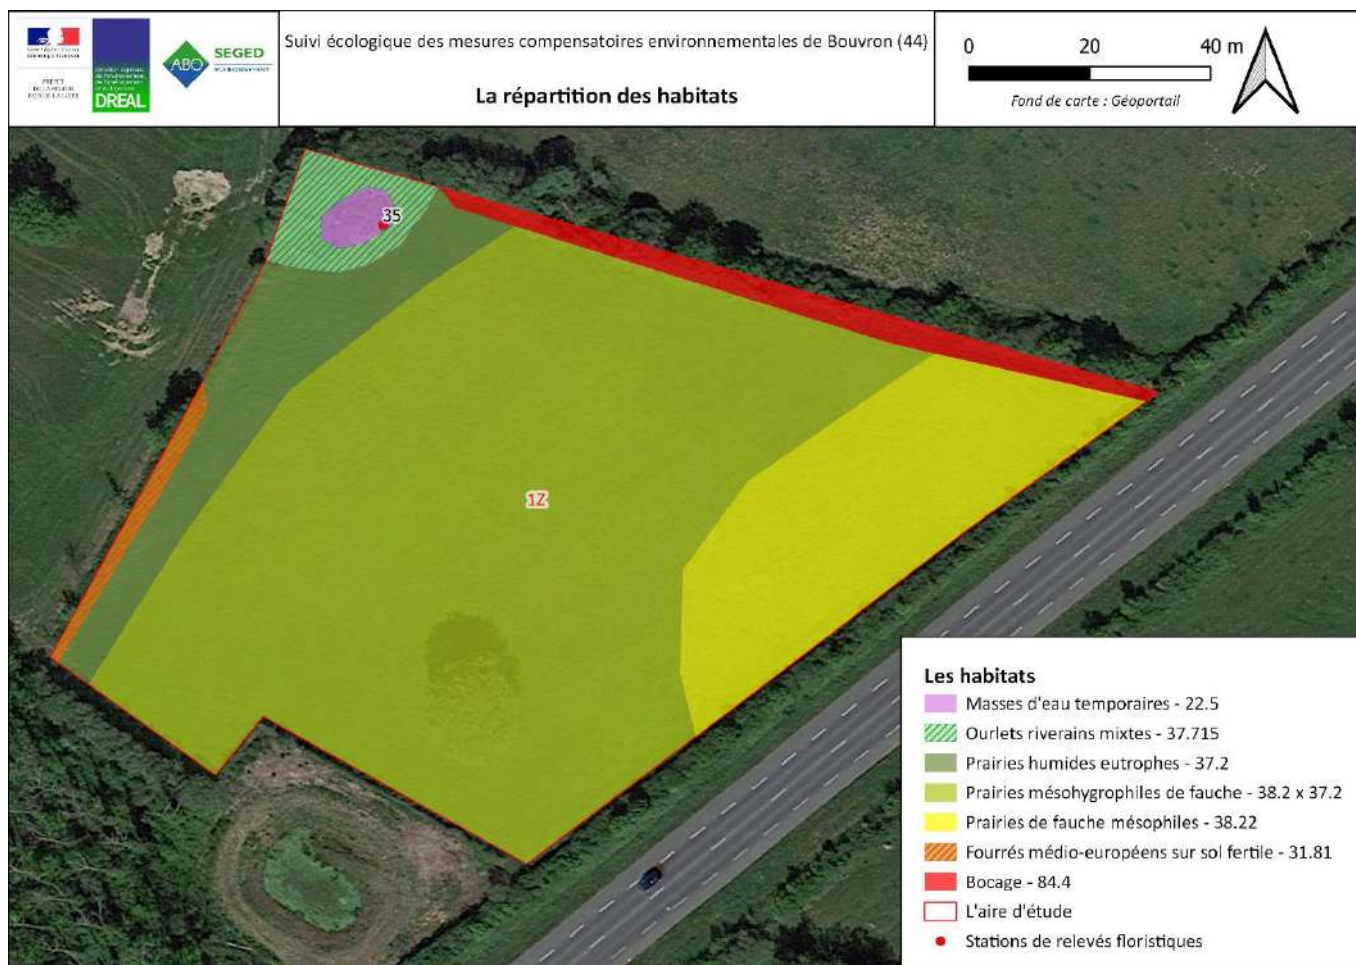 DREAL
ABO
SEGED
Suivi écologique des mesures compensatoires environnementales de Bouvron (44)
La répartition des habitats
0 20 40 m
Fond de carte : Géoportail
35
1Z
Les habitats
Masses d'eau temporaires - 22.5
Ourlets riverains mixtes - 37.715
Prairies humides eutrophes - 37.2
Prairies mésohygrophiles de fauche - 38.2 x 37.2
Prairies de fauche mésophiles - 38.22
Fourrés médio-européens sur sol fertile - 31.81
Bocage - 84.4
L'aire d'étude
Stations de relevés floristiques